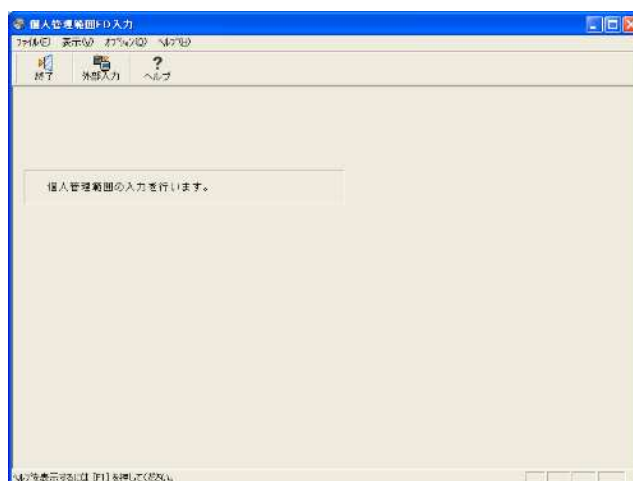 個人管理範囲FD入力
ファイル(F) 表示(V) オプション(O) ヘルプ(H)
終了 外部入力 ヘルプ
個人管理範囲の入力を行います。
ヘルプを表示するには [F1] を押してください。